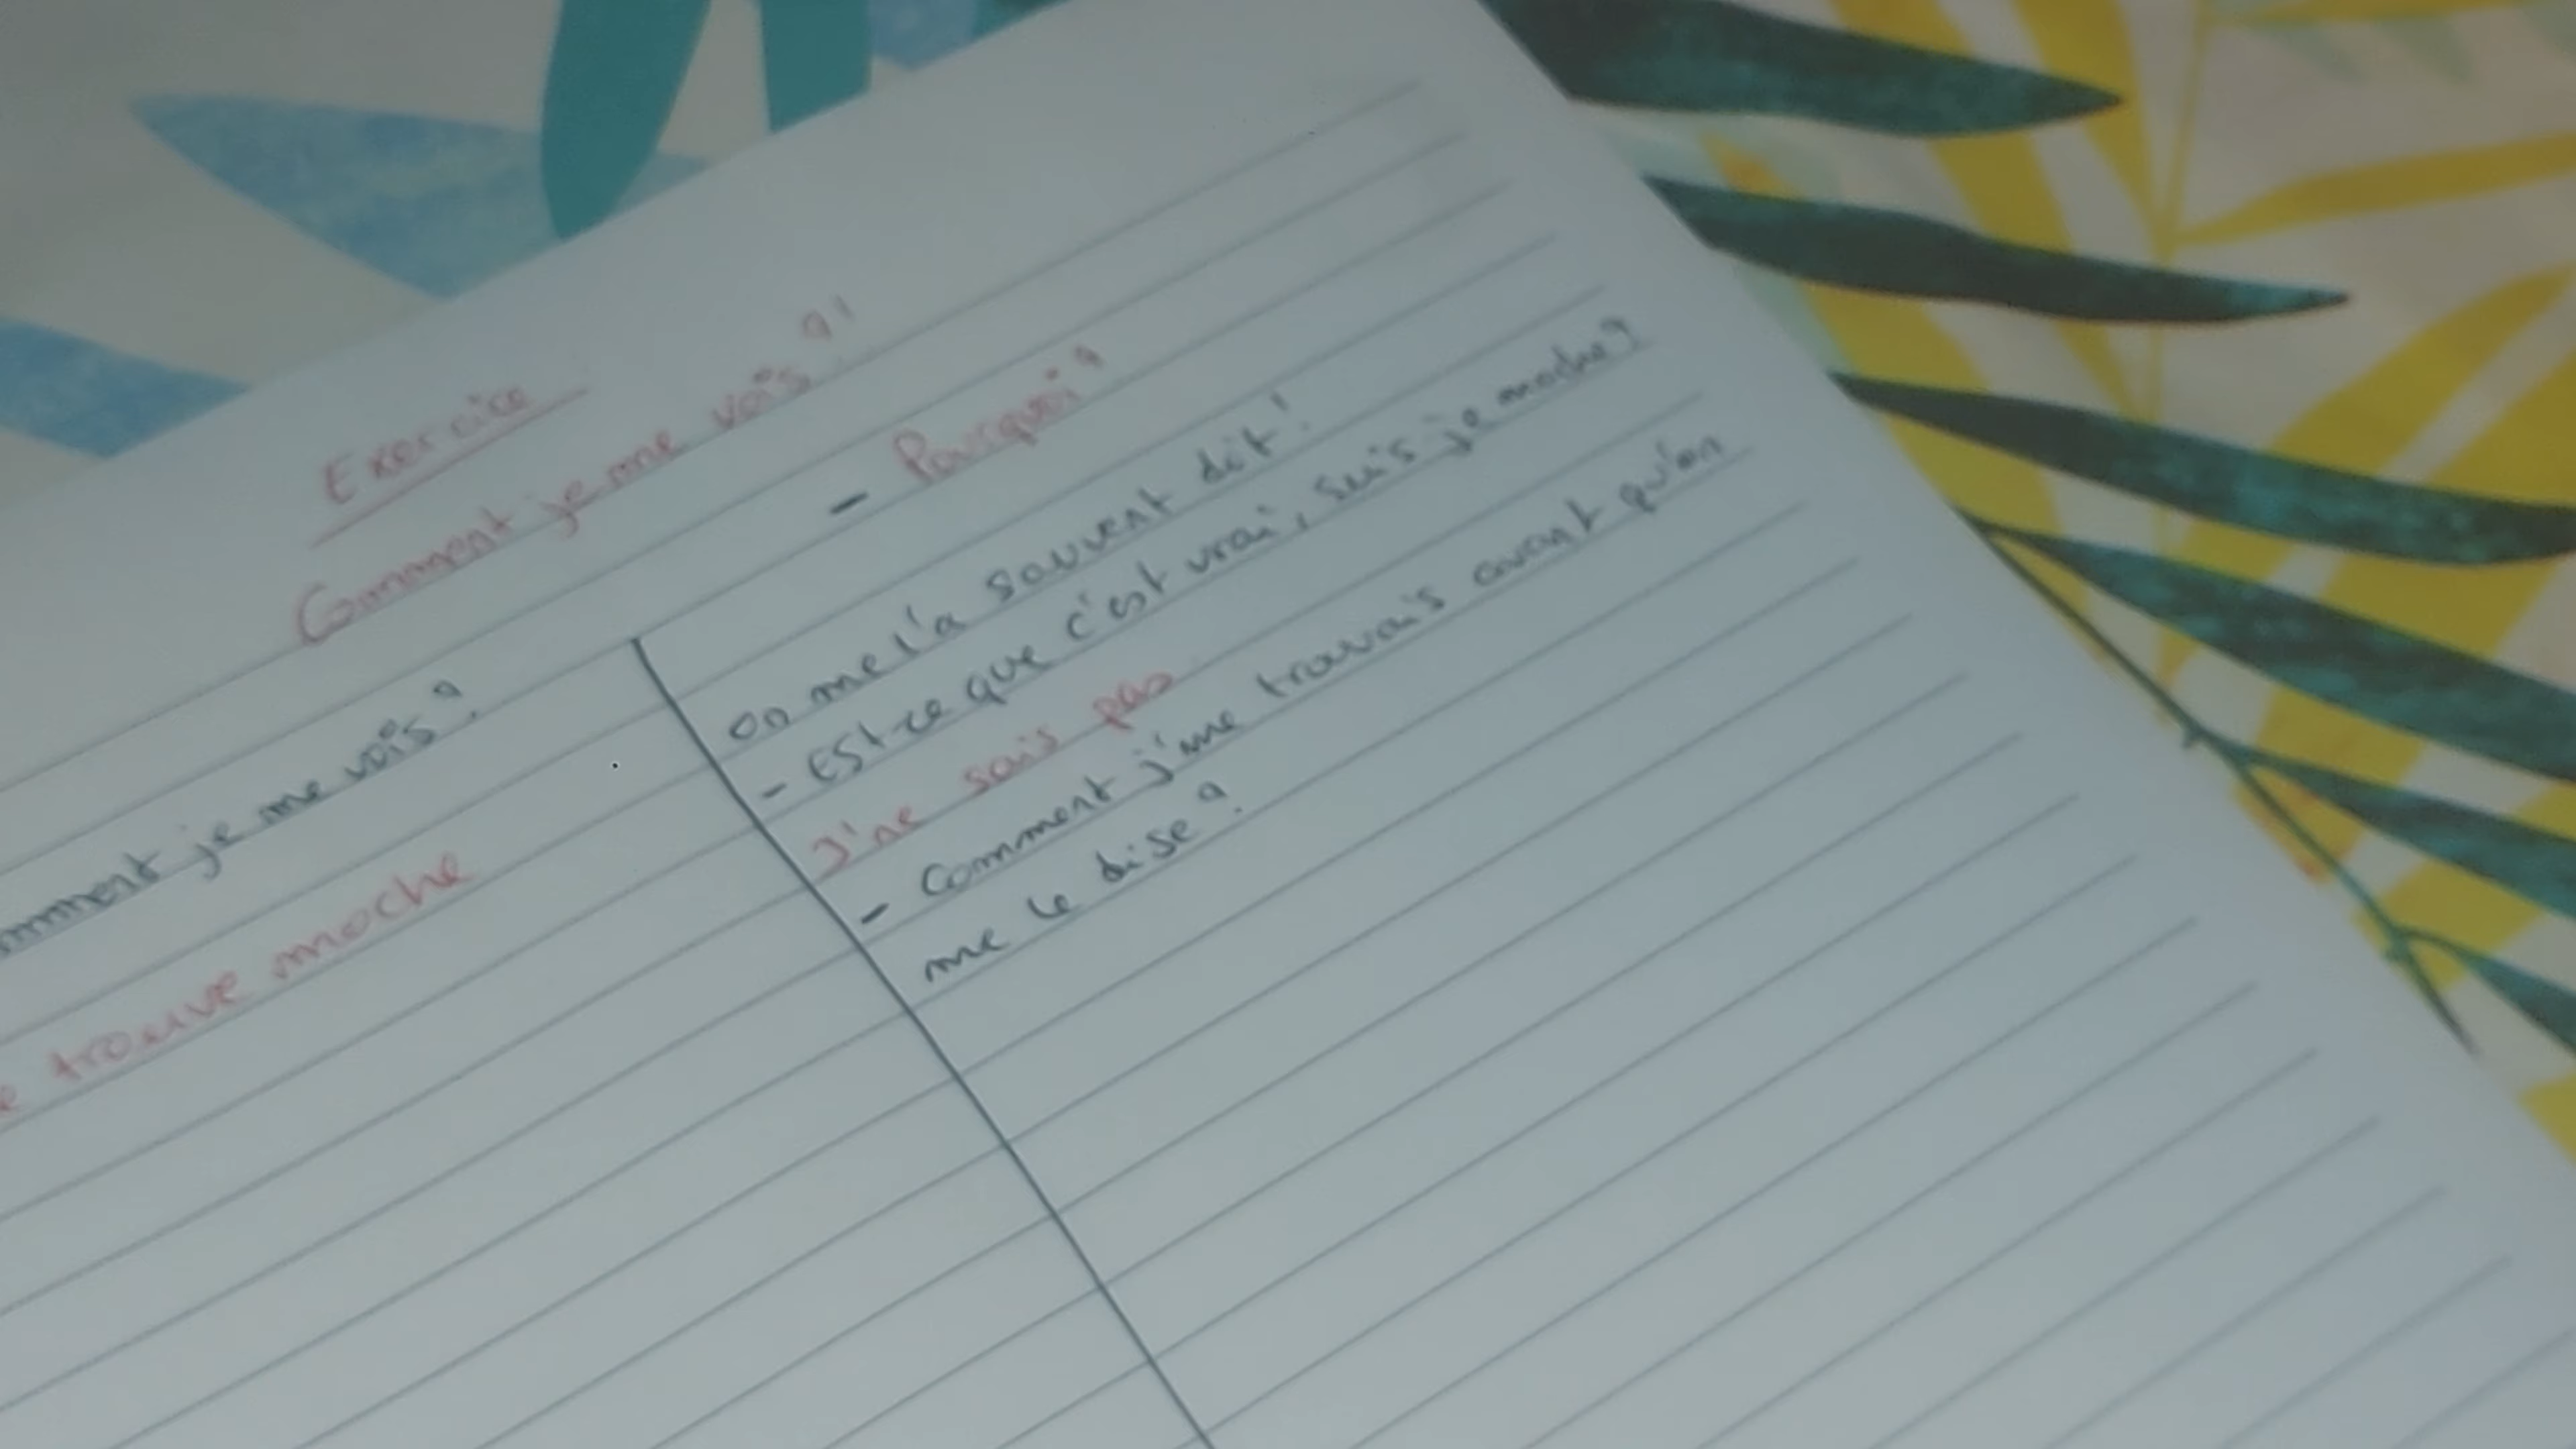 Exercice
Comment je me vois ?!
mment je me vois ?
e trouve moche
- Pourquoi ?
on me l'a souvent dit !
- Est-ce que c'est vrai, suis je moche ?
J'ne sais pas
- Comment j'me trouvais avant qu'on
me le dise ?